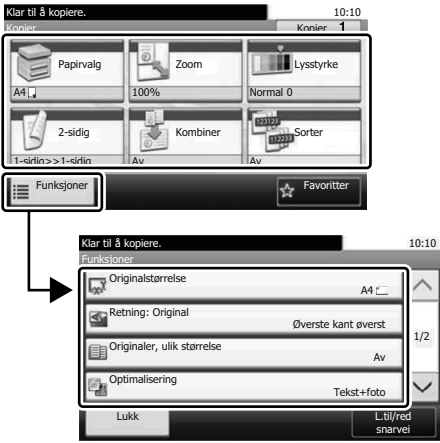 Klar til å kopiere. 10:10
Kopier Kopier 1
Papirvalg Zoom Lysstyrke
A4 100% Normal 0
2-sidig Kombiner 123123 112233 Sorter
1-sidig>>1-sidig Av Av
Funksjoner Favoritter
Klar til å kopiere. 10:10
Funksjoner
Originalstørrelse
A4
Retning: Original
Øverste kant øverst
1/2
Originaler, ulik størrelse
Av
Optimalisering
Tekst+foto
Lukk L.til/red
snarvei